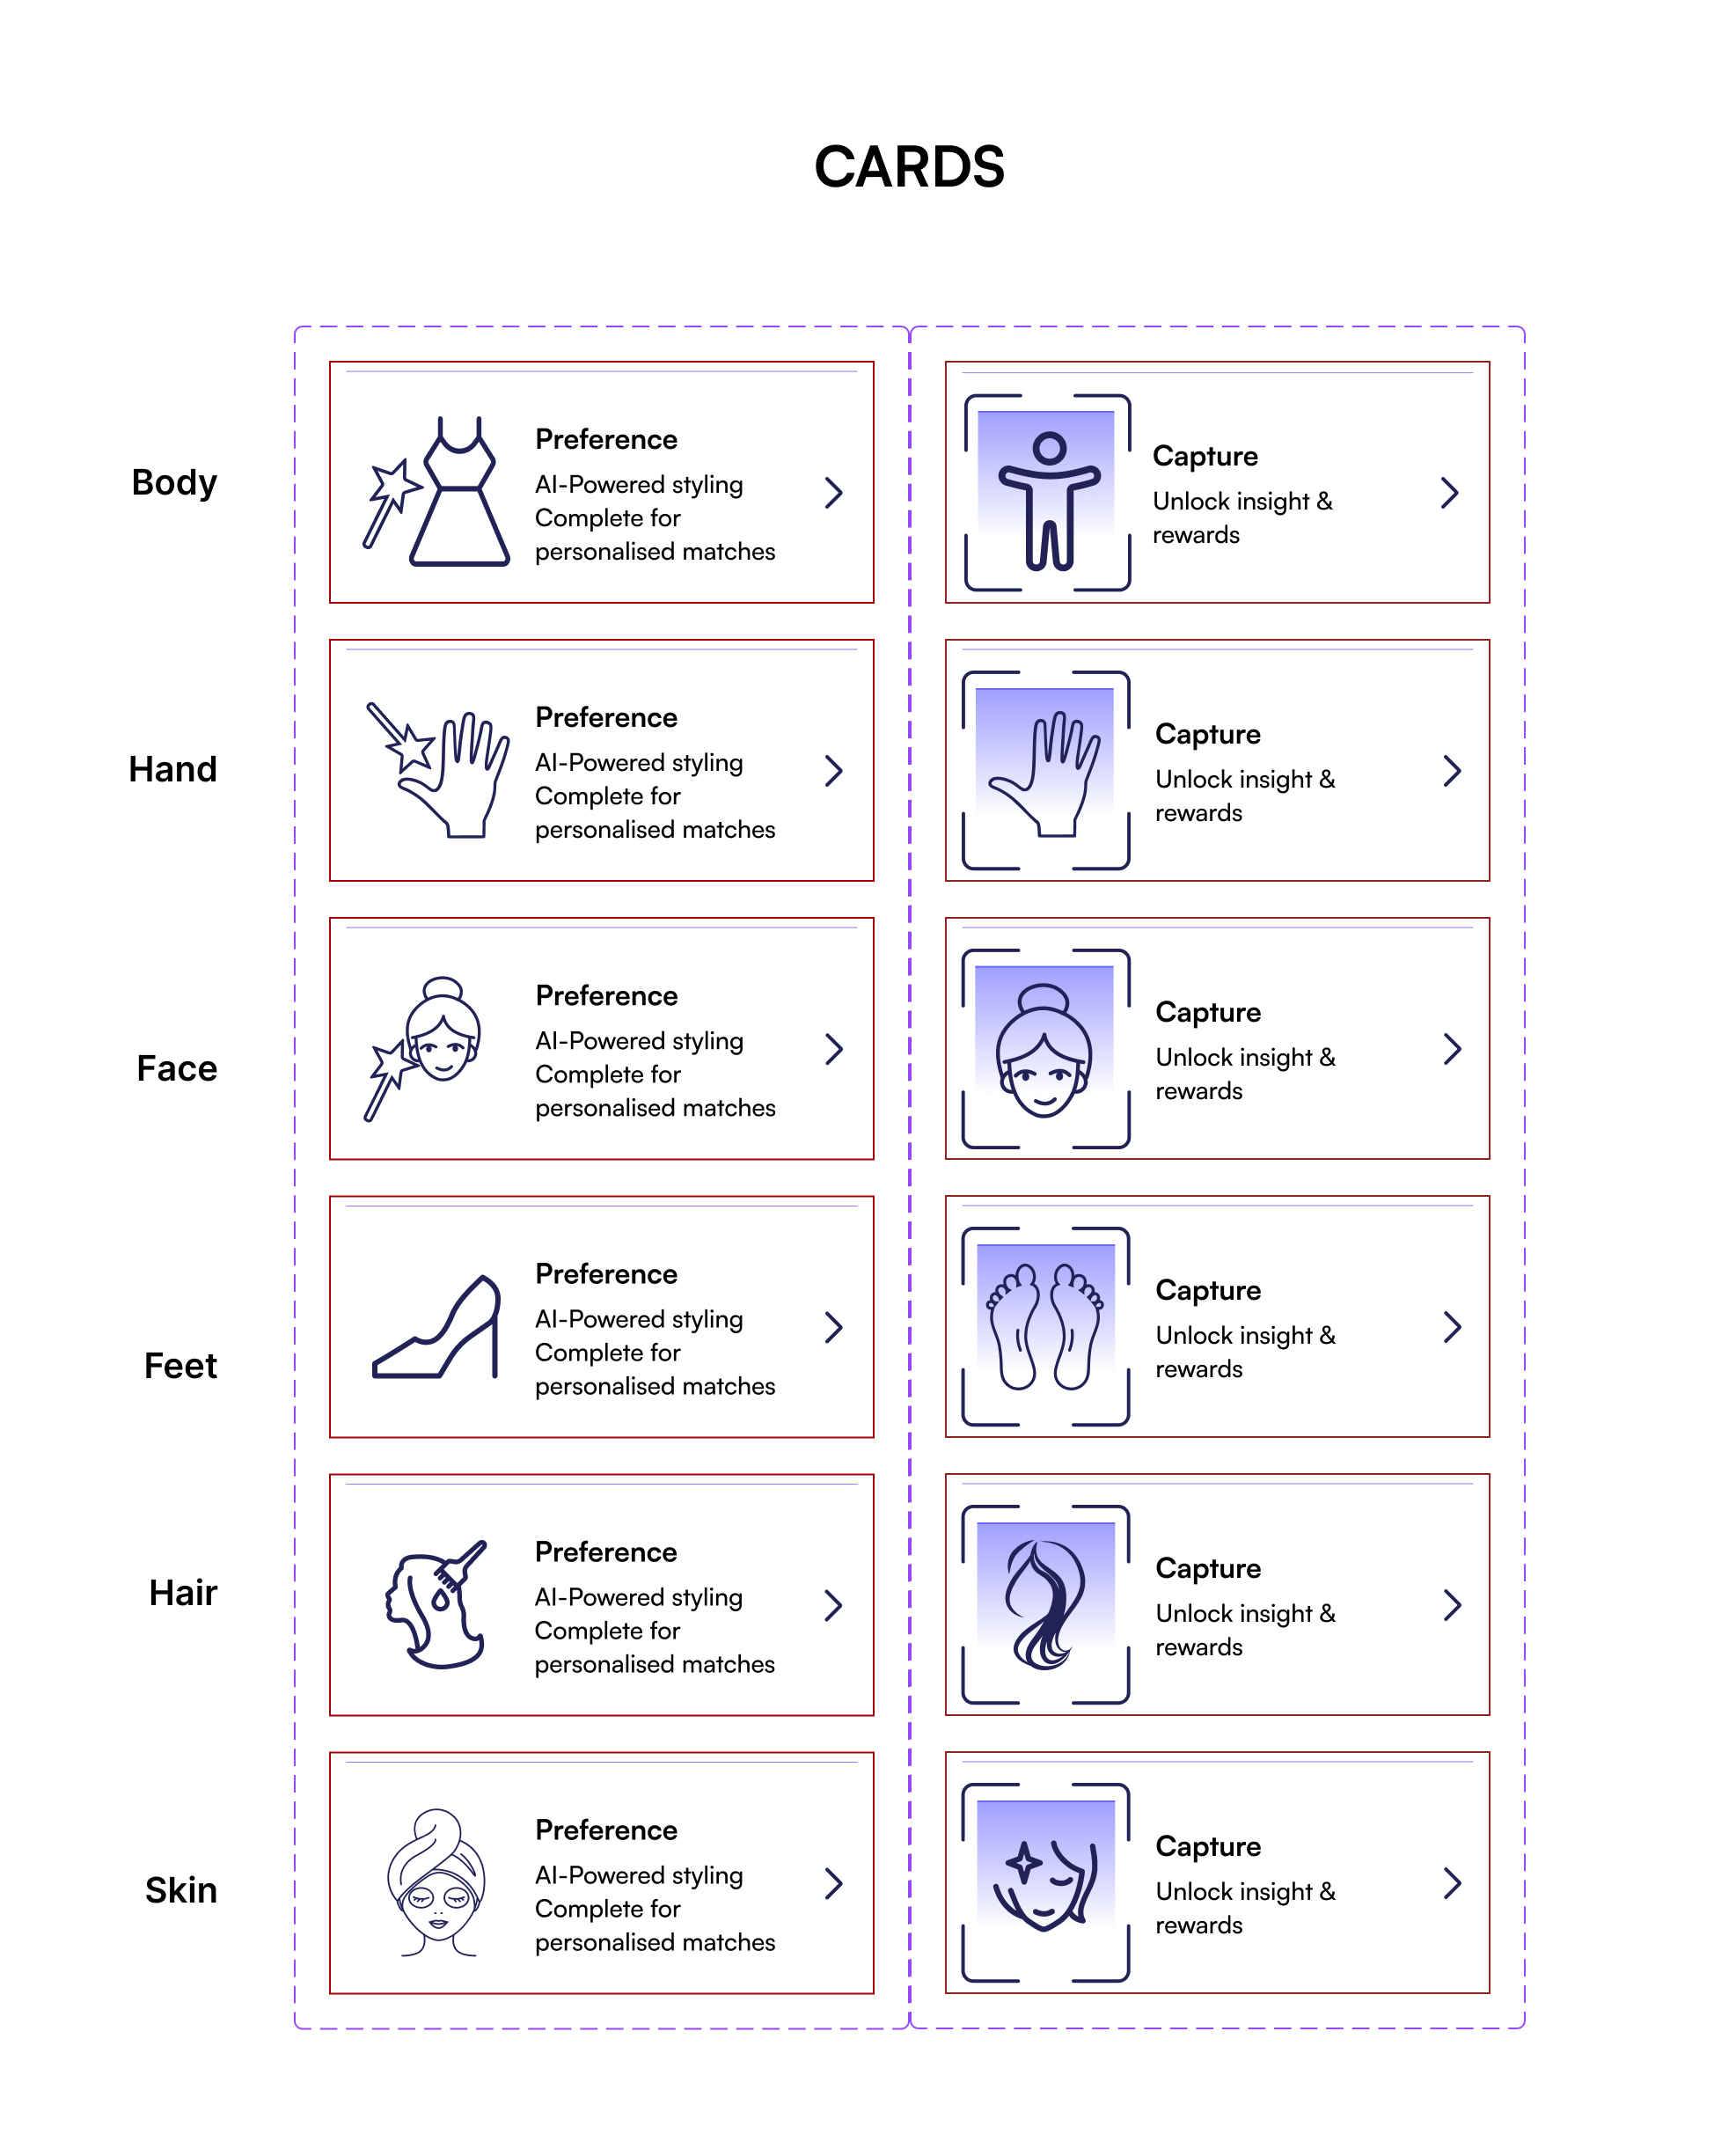 CARDS
Body
Preference
AI-Powered styling
Complete for
personalised matches
Capture
Unlock insight &
rewards
Hand
Preference
AI-Powered styling
Complete for
personalised matches
Capture
Unlock insight &
rewards
Face
Preference
AI-Powered styling
Complete for
personalised matches
Capture
Unlock insight &
rewards
Feet
Preference
AI-Powered styling
Complete for
personalised matches
Capture
Unlock insight &
rewards
Hair
Preference
AI-Powered styling
Complete for
personalised matches
Capture
Unlock insight &
rewards
Skin
Preference
AI-Powered styling
Complete for
personalised matches
Capture
Unlock insight &
rewards